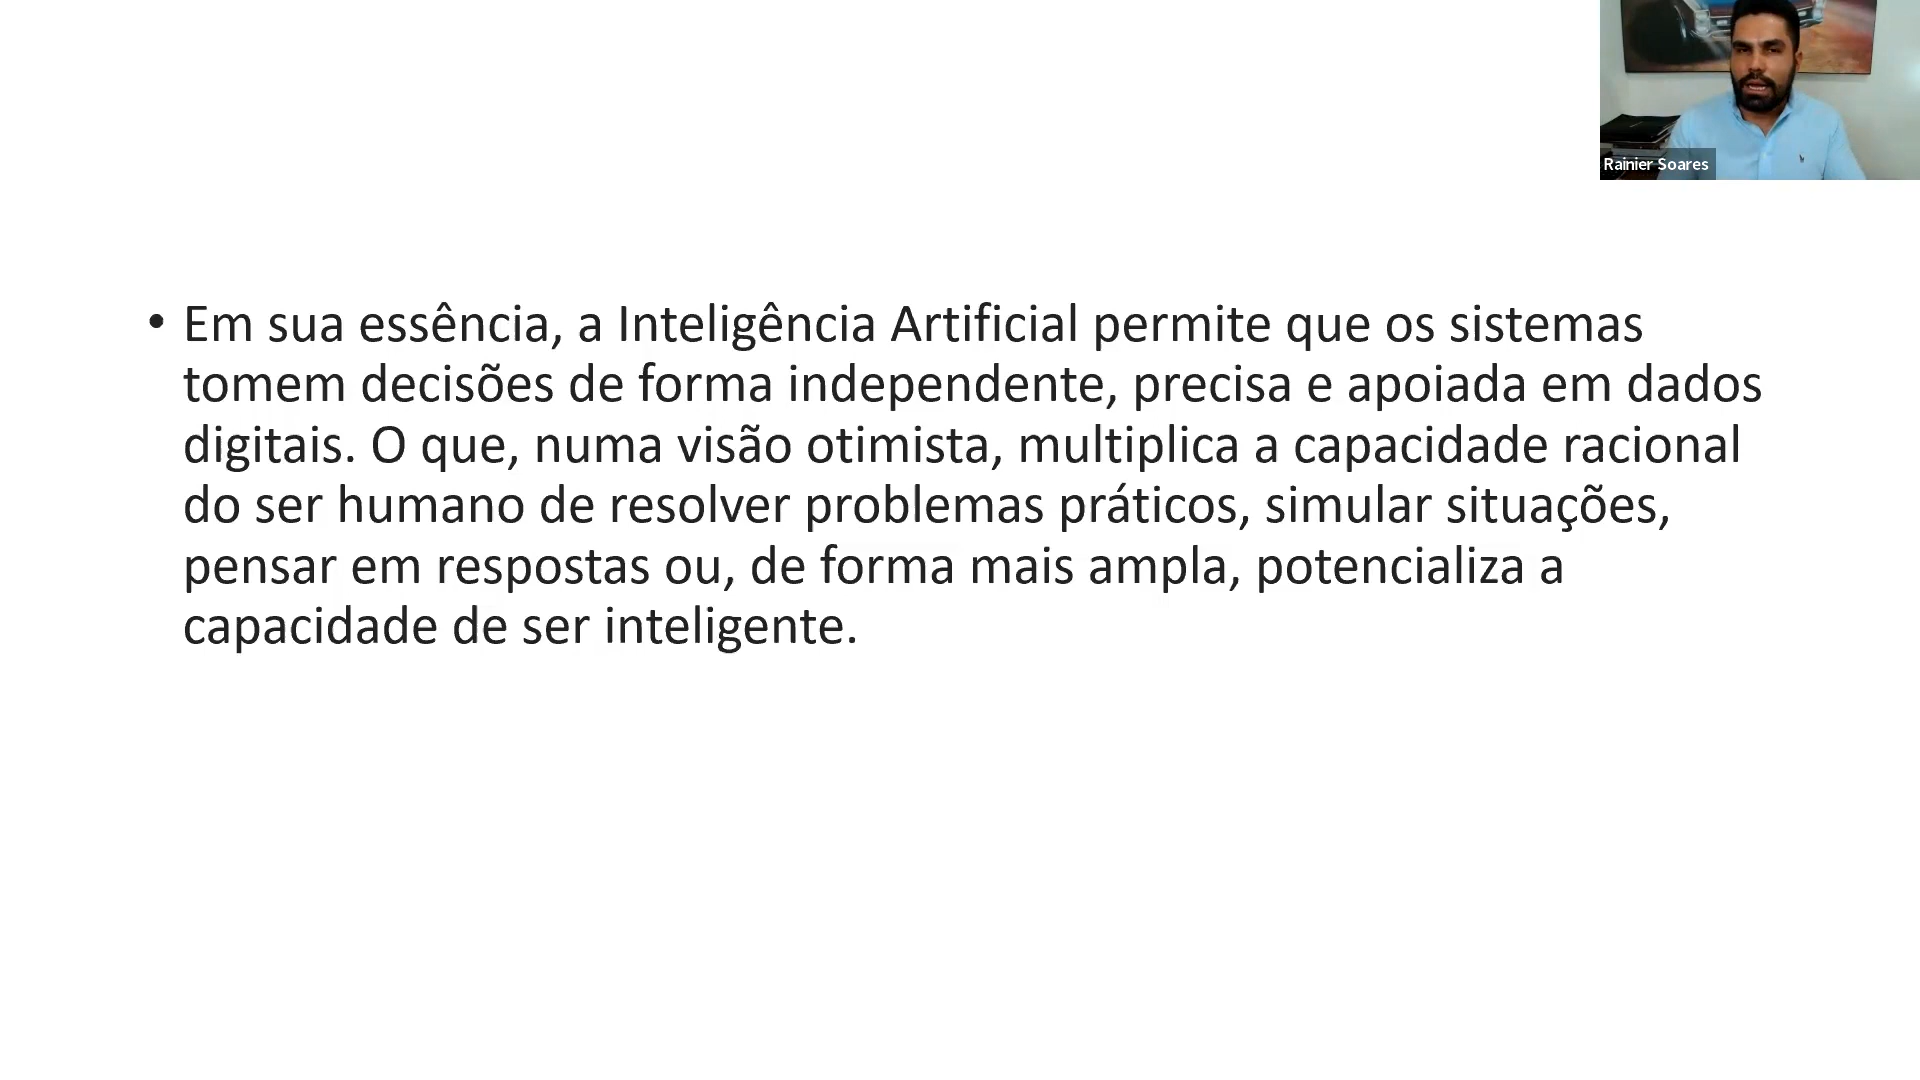 Rainier Soares
• Em sua essência, a Inteligência Artificial permite que os sistemas
tomem decisões de forma independente, precisa e apoiada em dados
digitais. O que, numa visão otimista, multiplica a capacidade racional
do ser humano de resolver problemas práticos, simular situações,
pensar em respostas ou, de forma mais ampla, potencializa a
capacidade de ser inteligente.